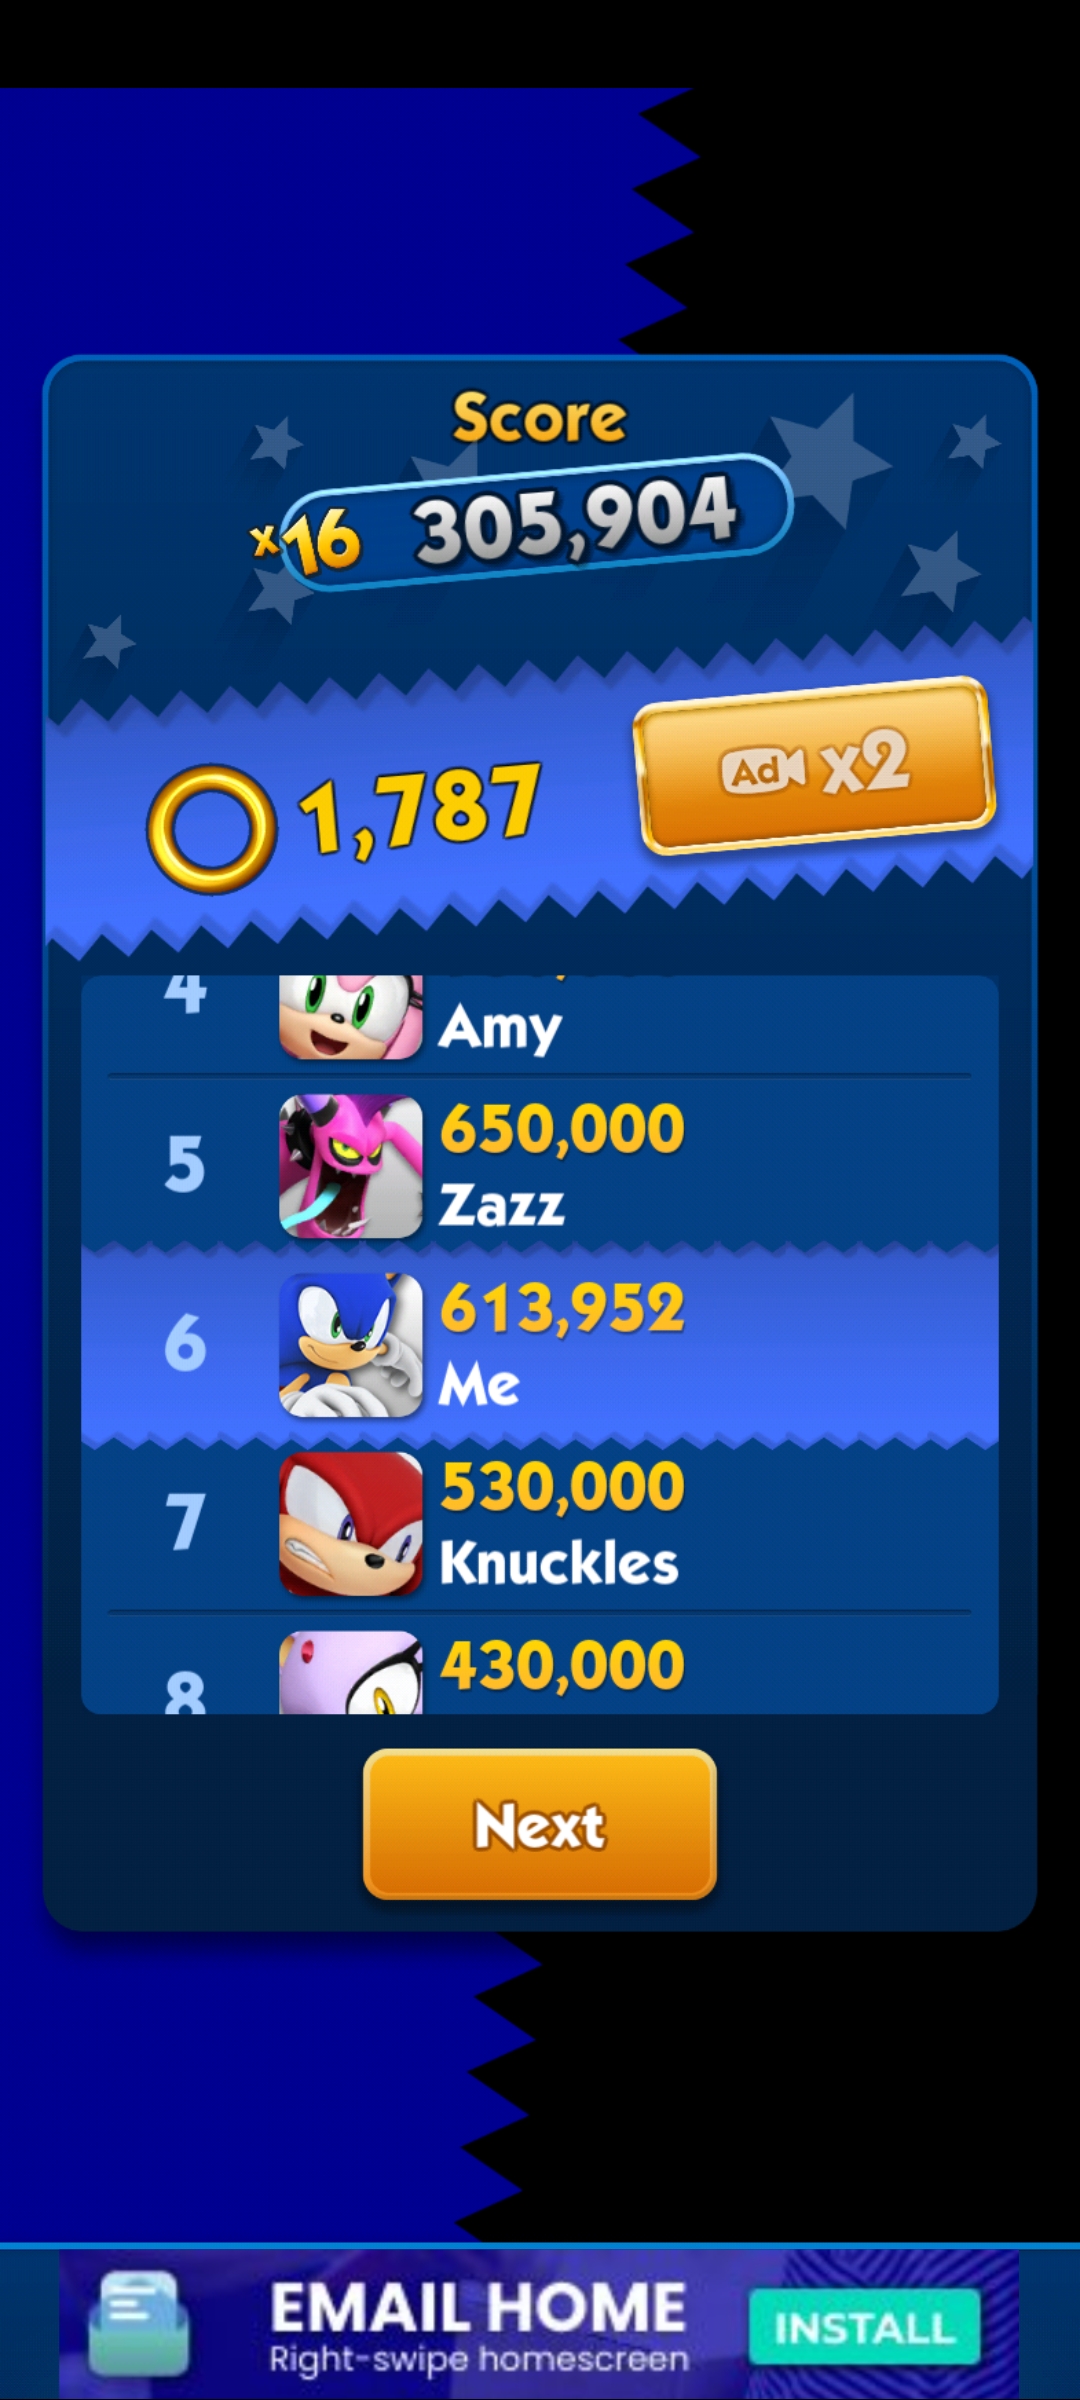 Score
x16 305,904
1,787
Ad x2
4
Amy
5
650,000
Zazz
6
613,952
Me
7
530,000
Knuckles
8
430,000
Next
EMAIL HOME
Right-swipe homescreen
INSTALL